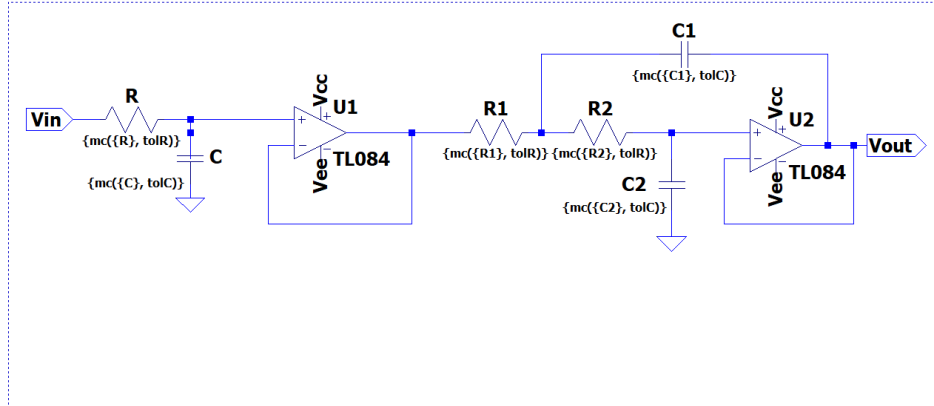 C1
{mc({C1}, tolC)}
Vin
R
{mc({R}, tolR)}
C
{mc({C}, tolC)}
Vcc
U1
TL084
Vee
R1
{mc({R1}, tolR)}
R2
{mc({R2}, tolR)}
C2
{mc({C2}, tolC)}
Vcc
U2
TL084
Vee
Vout